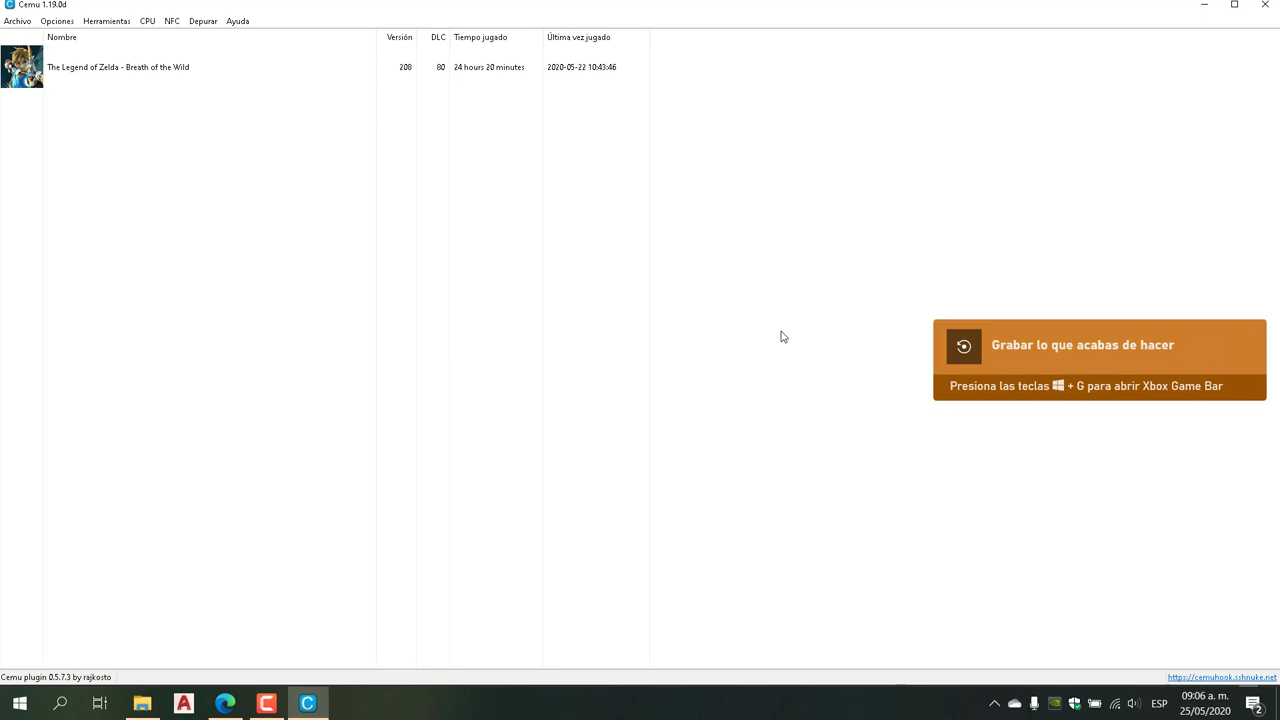 Cemu 1.19.0d
Archivo Opciones Herramientas CPU NFC Depurar Ayuda
Nombre Versión DLC Tiempo jugado Última vez jugado
The Legend of Zelda - Breath of the Wild 208 80 24 hours 20 minutes 2020-05-22 10:43:46
Grabar lo que acabas de hacer
Presiona las teclas + G para abrir Xbox Game Bar
Cemu plugin 0.5.7.3 by rajkosto https://cemuhook.sshnuke.net
A C C ESP 09:06 a. m.
25/05/2020 2